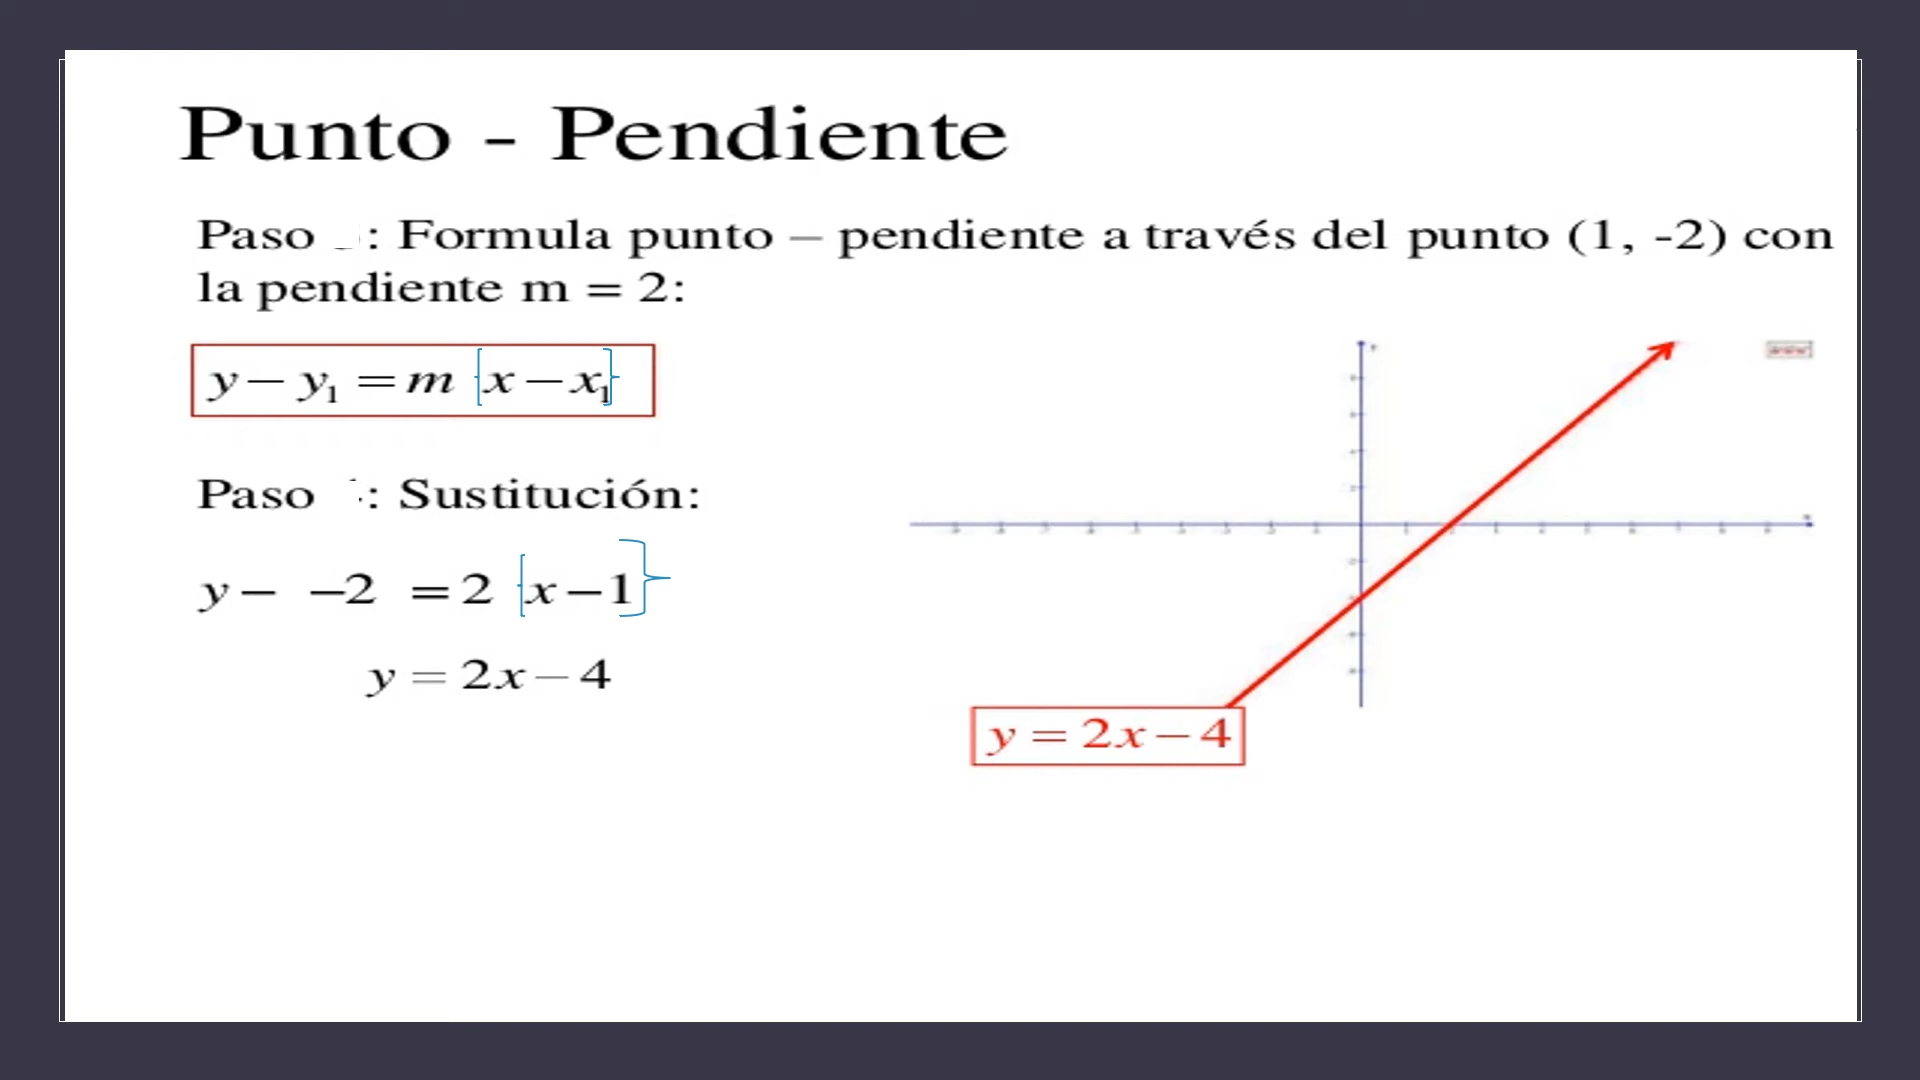 Punto - Pendiente
Paso : Formula punto – pendiente a través del punto (1, -2) con
la pendiente m = 2:
y − y₁ = m [x − x₁}
Paso : Sustitución:
y − −2 = 2 [x − 1}
y = 2x − 4
y = 2x − 4